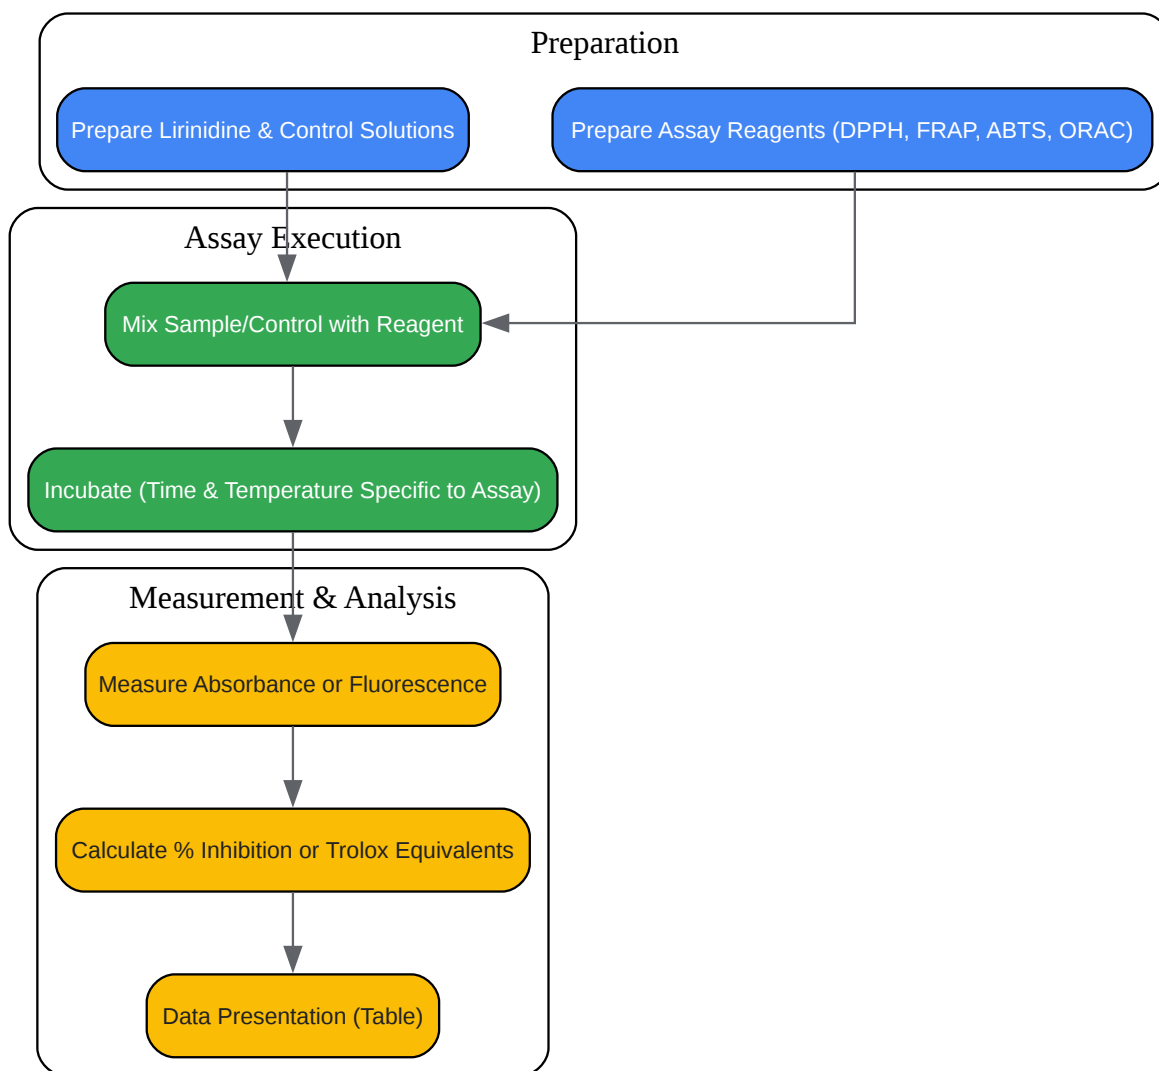 Preparation
Prepare Lirinidine & Control Solutions
Prepare Assay Reagents (DPPH, FRAP, ABTS, ORAC)
Assay Execution
Mix Sample/Control with Reagent
Incubate (Time & Temperature Specific to Assay)
Measurement & Analysis
Measure Absorbance or Fluorescence
Calculate % Inhibition or Trolox Equivalents
Data Presentation (Table)